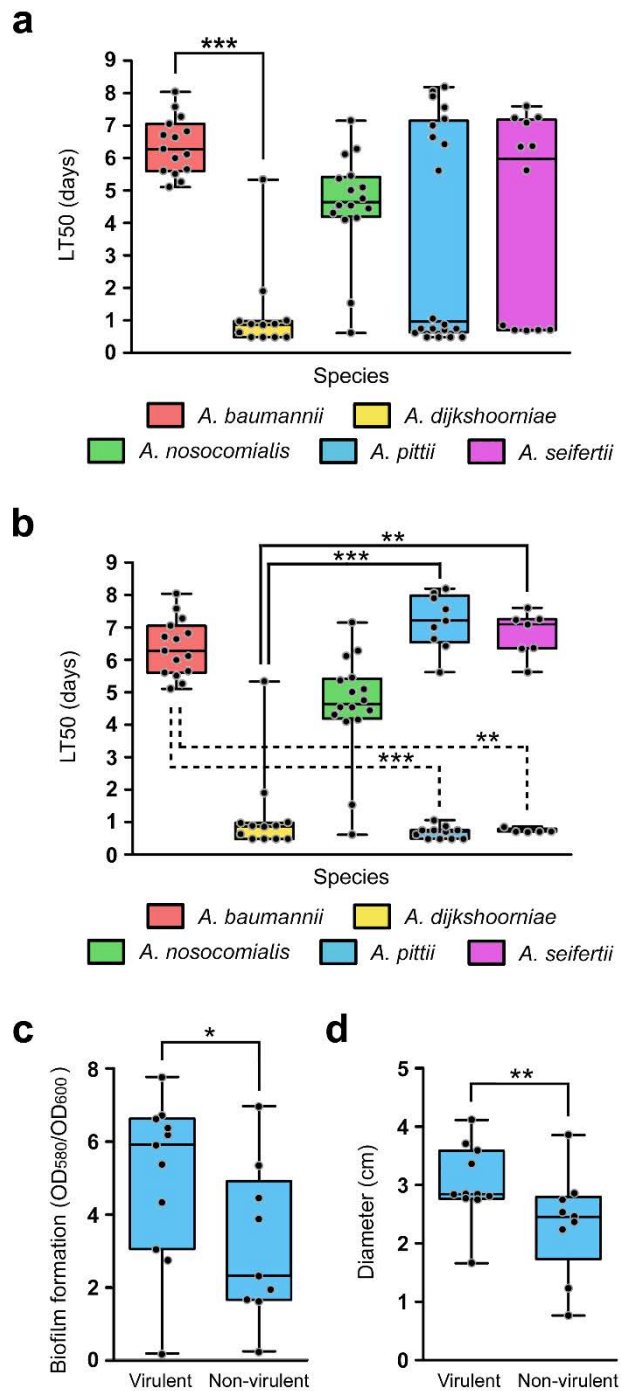 a
***
9
8
7
6
5
4
3
2
1
0
LT50 (days)
Species
A. baumannii A. dijkshoorniae
A. nosocomialis A. pittii A. seifertii
b
**
***
9
8
7
6
5
4
3
2
1
0
LT50 (days)
**
***
Species
A. baumannii A. dijkshoorniae
A. nosocomialis A. pittii A. seifertii
c
*
8
6
4
2
0
Biofilm formation (OD580/OD600)
Virulent Non-virulent
d
**
5
4
3
2
1
0
Diameter (cm)
Virulent Non-virulent